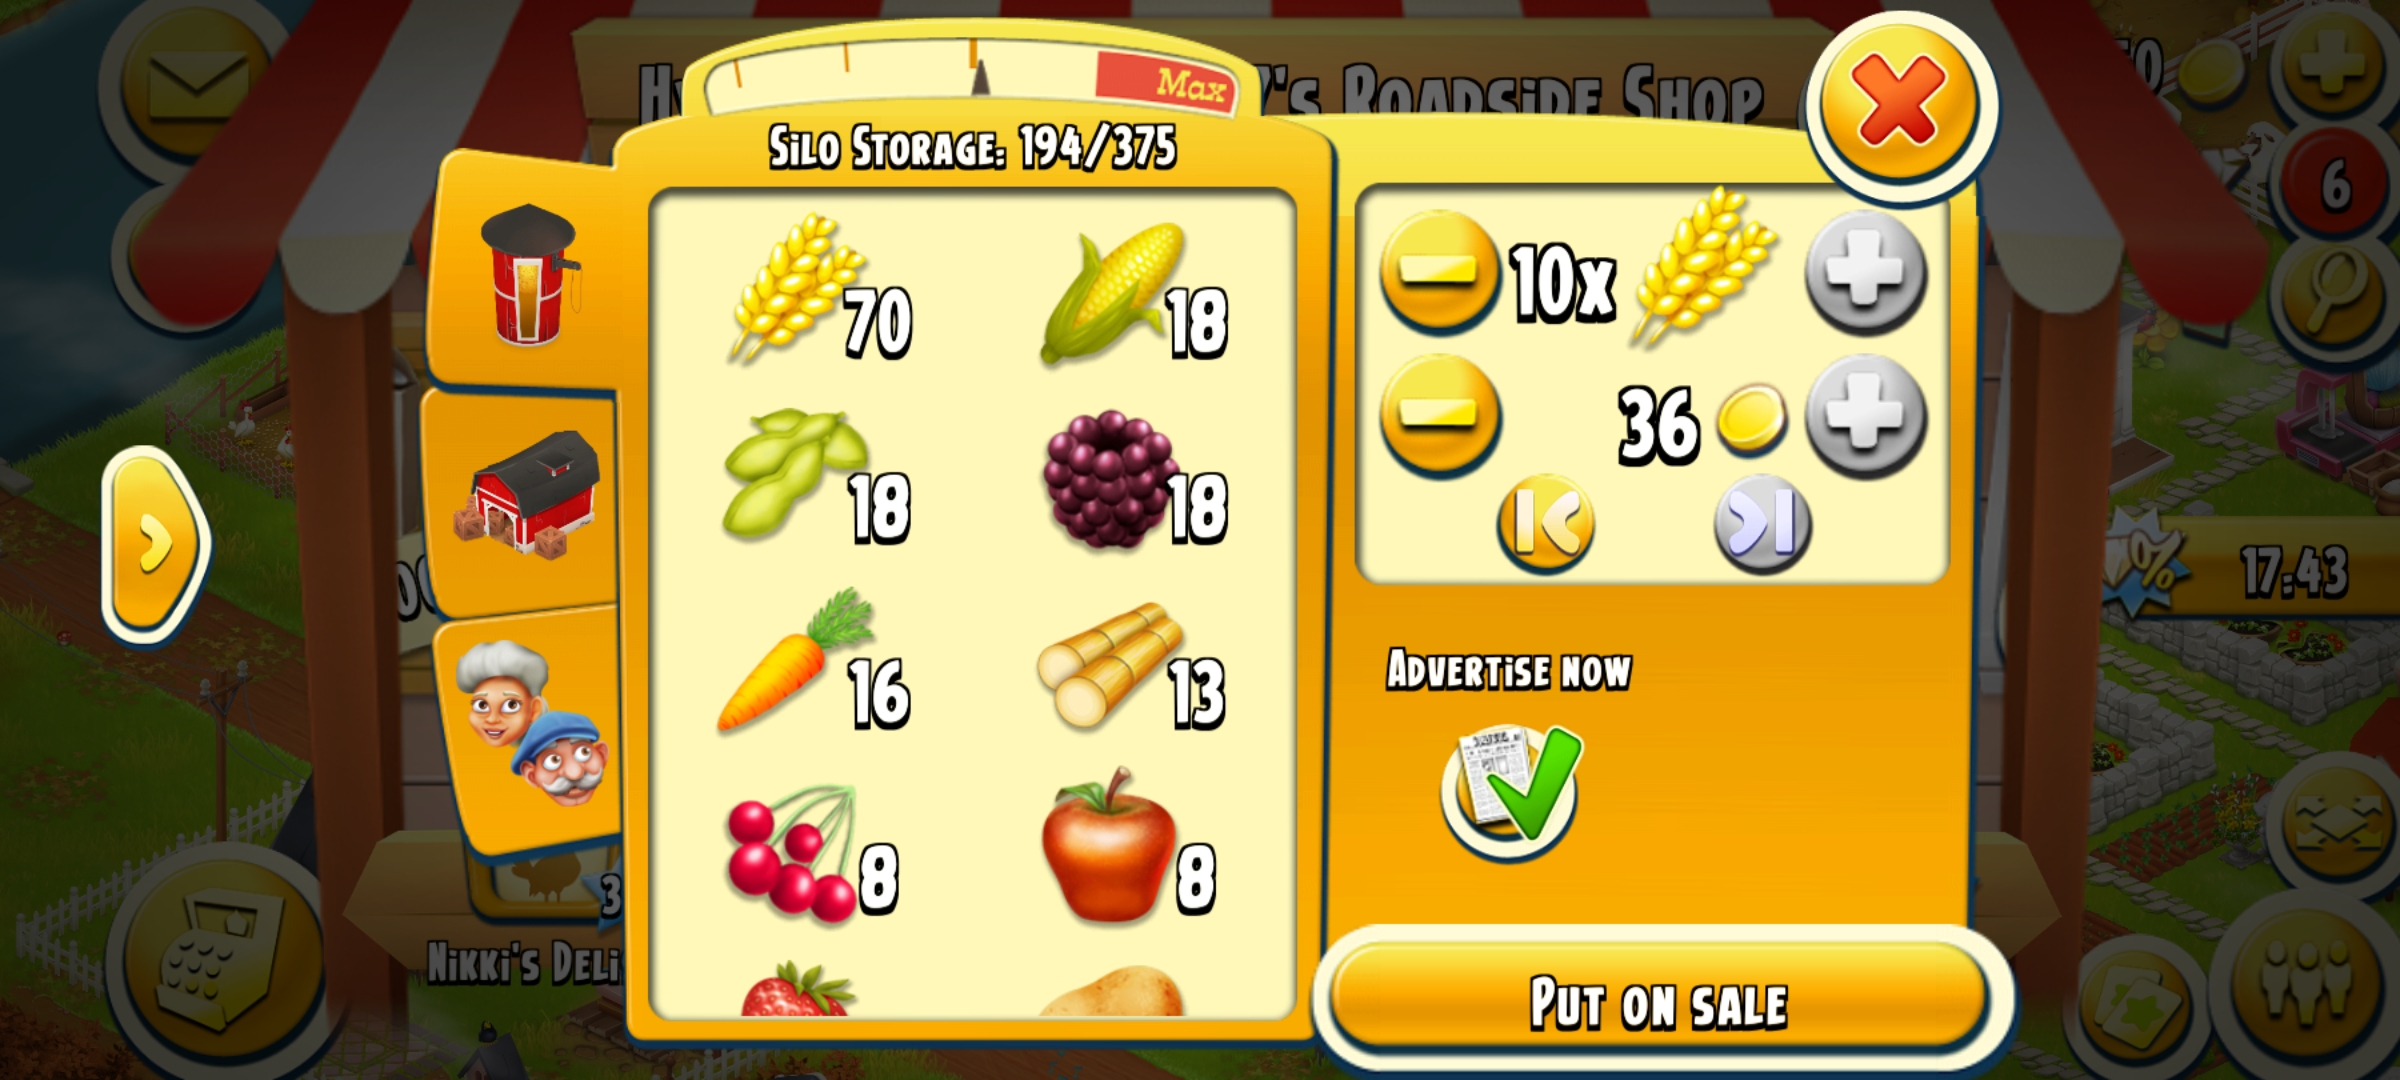 Max
's Roadside Shop
Silo Storage: 194/375
70
18
18
18
16
13
8
8
10x
36
Advertise now
Put on sale
6
%
17:43
3
Nikki's Deli